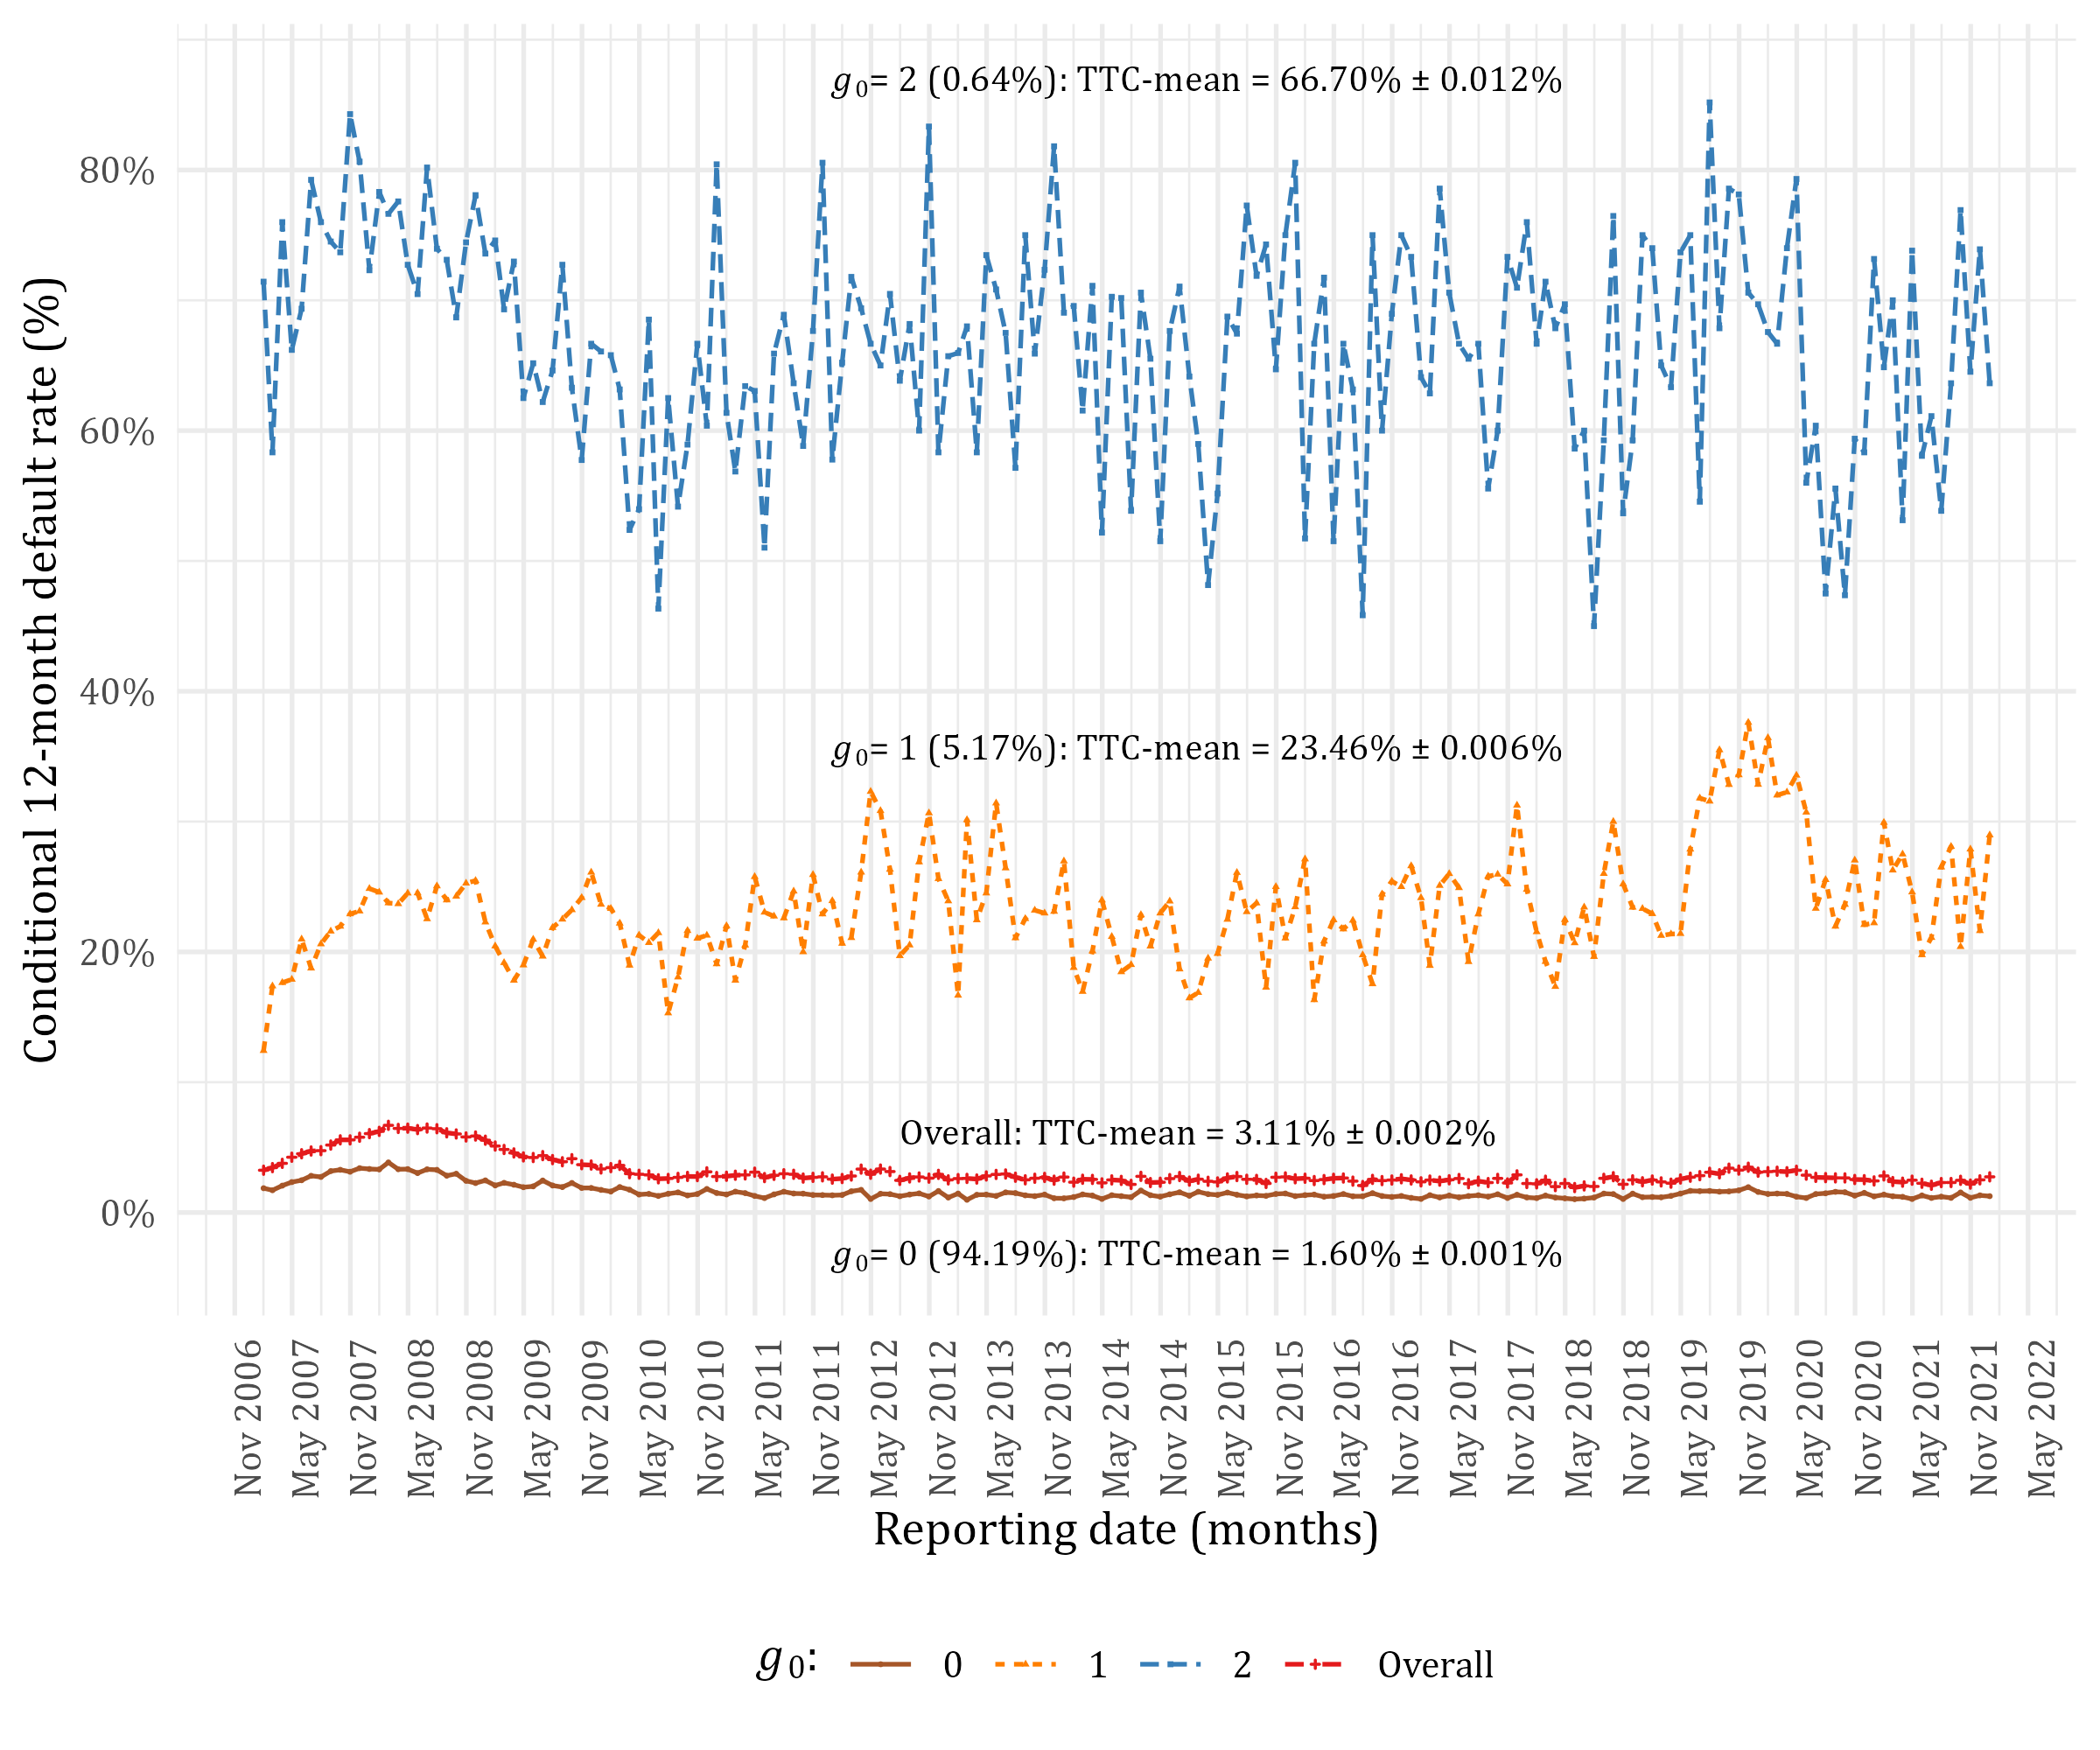 Conditional 12-month default rate (%)
80%
60%
40%
20%
0%
g0= 2 (0.64%): TTC-mean = 66.70% ± 0.012%
g0= 1 (5.17%): TTC-mean = 23.46% ± 0.006%
Overall: TTC-mean = 3.11% ± 0.002%
g0= 0 (94.19%): TTC-mean = 1.60% ± 0.001%
Nov 2006
May 2007
Nov 2007
May 2008
Nov 2008
May 2009
Nov 2009
May 2010
Nov 2010
May 2011
Nov 2011
May 2012
Nov 2012
May 2013
Nov 2013
May 2014
Nov 2014
May 2015
Nov 2015
May 2016
Nov 2016
May 2017
Nov 2017
May 2018
Nov 2018
May 2019
Nov 2019
May 2020
Nov 2020
May 2021
Nov 2021
May 2022
Reporting date (months)
g0: 0 1 2 Overall